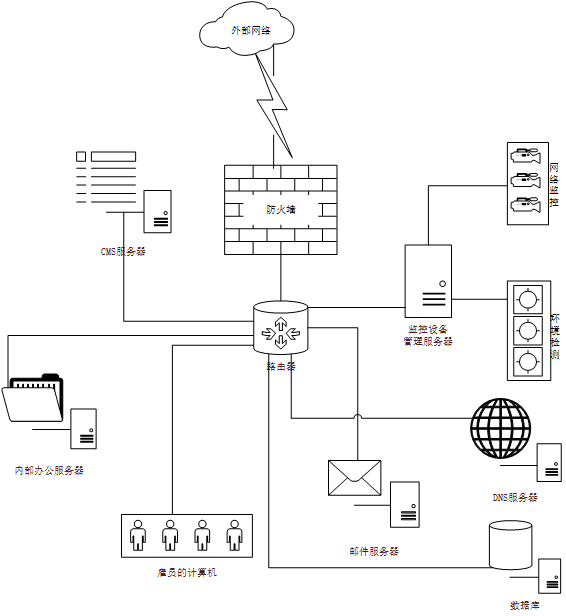 外部网络
防火墙
网络监控
CMS服务器
监控设备
管理服务器
环境检测
路由器
内部办公服务器
DNS服务器
邮件服务器
雇员的计算机
数据库